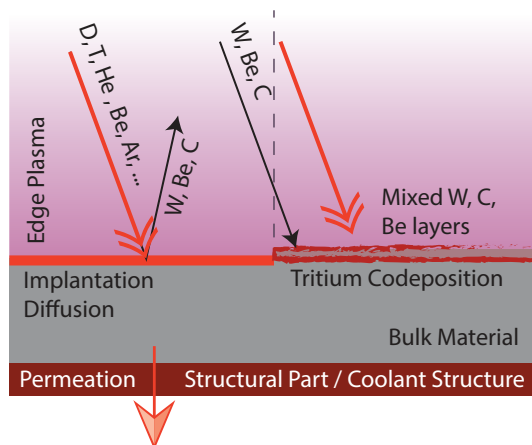 D, T, He , Be, Ar, ...
W, Be, C
W, Be, C
Edge Plasma
Mixed W, C,
Be layers
Implantation
Diffusion
Tritium Codeposition
Bulk Material
Permeation
Structural Part / Coolant Structure